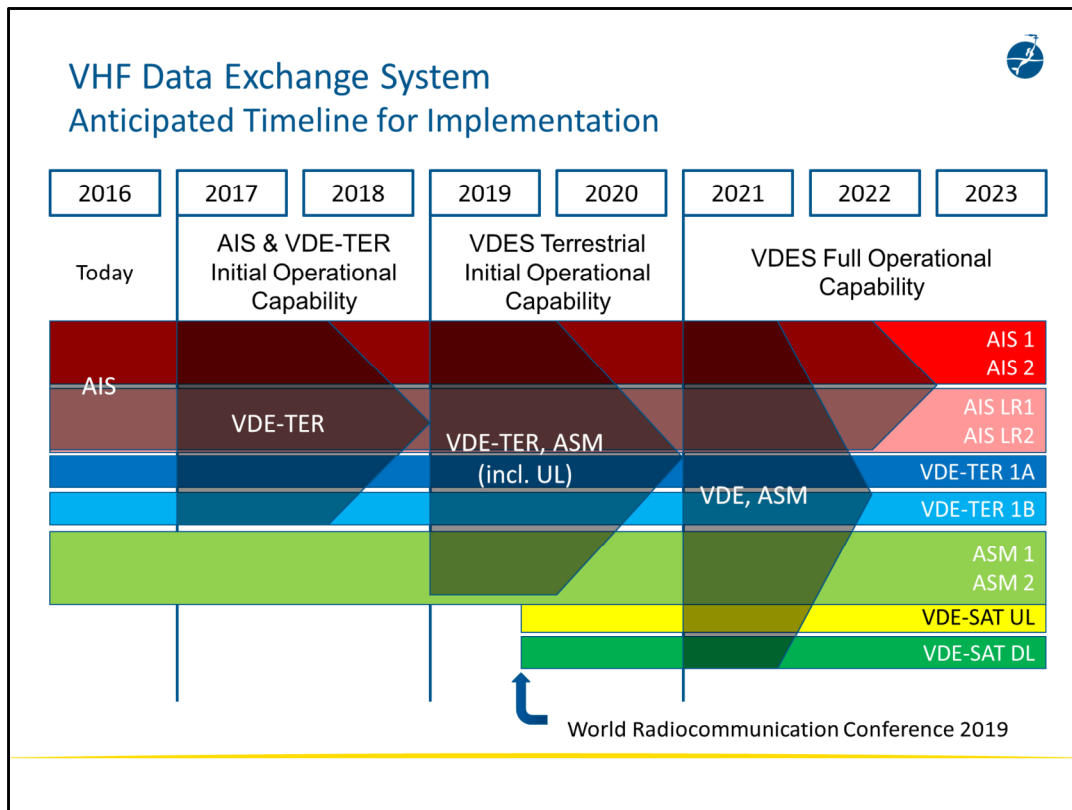 VHF Data Exchange System
Anticipated Timeline for Implementation
2016
2017
2018
2019
2020
2021
2022
2023
Today
AIS & VDE-TER
Initial Operational
Capability
VDES Terrestrial
Initial Operational
Capability
VDES Full Operational
Capability
AIS
VDE-TER
VDE-TER, ASM
(incl. UL)
VDE, ASM
AIS 1
AIS 2
AIS LR1
AIS LR2
VDE-TER 1A
VDE-TER 1B
ASM 1
ASM 2
VDE-SAT UL
VDE-SAT DL
World Radiocommunication Conference 2019